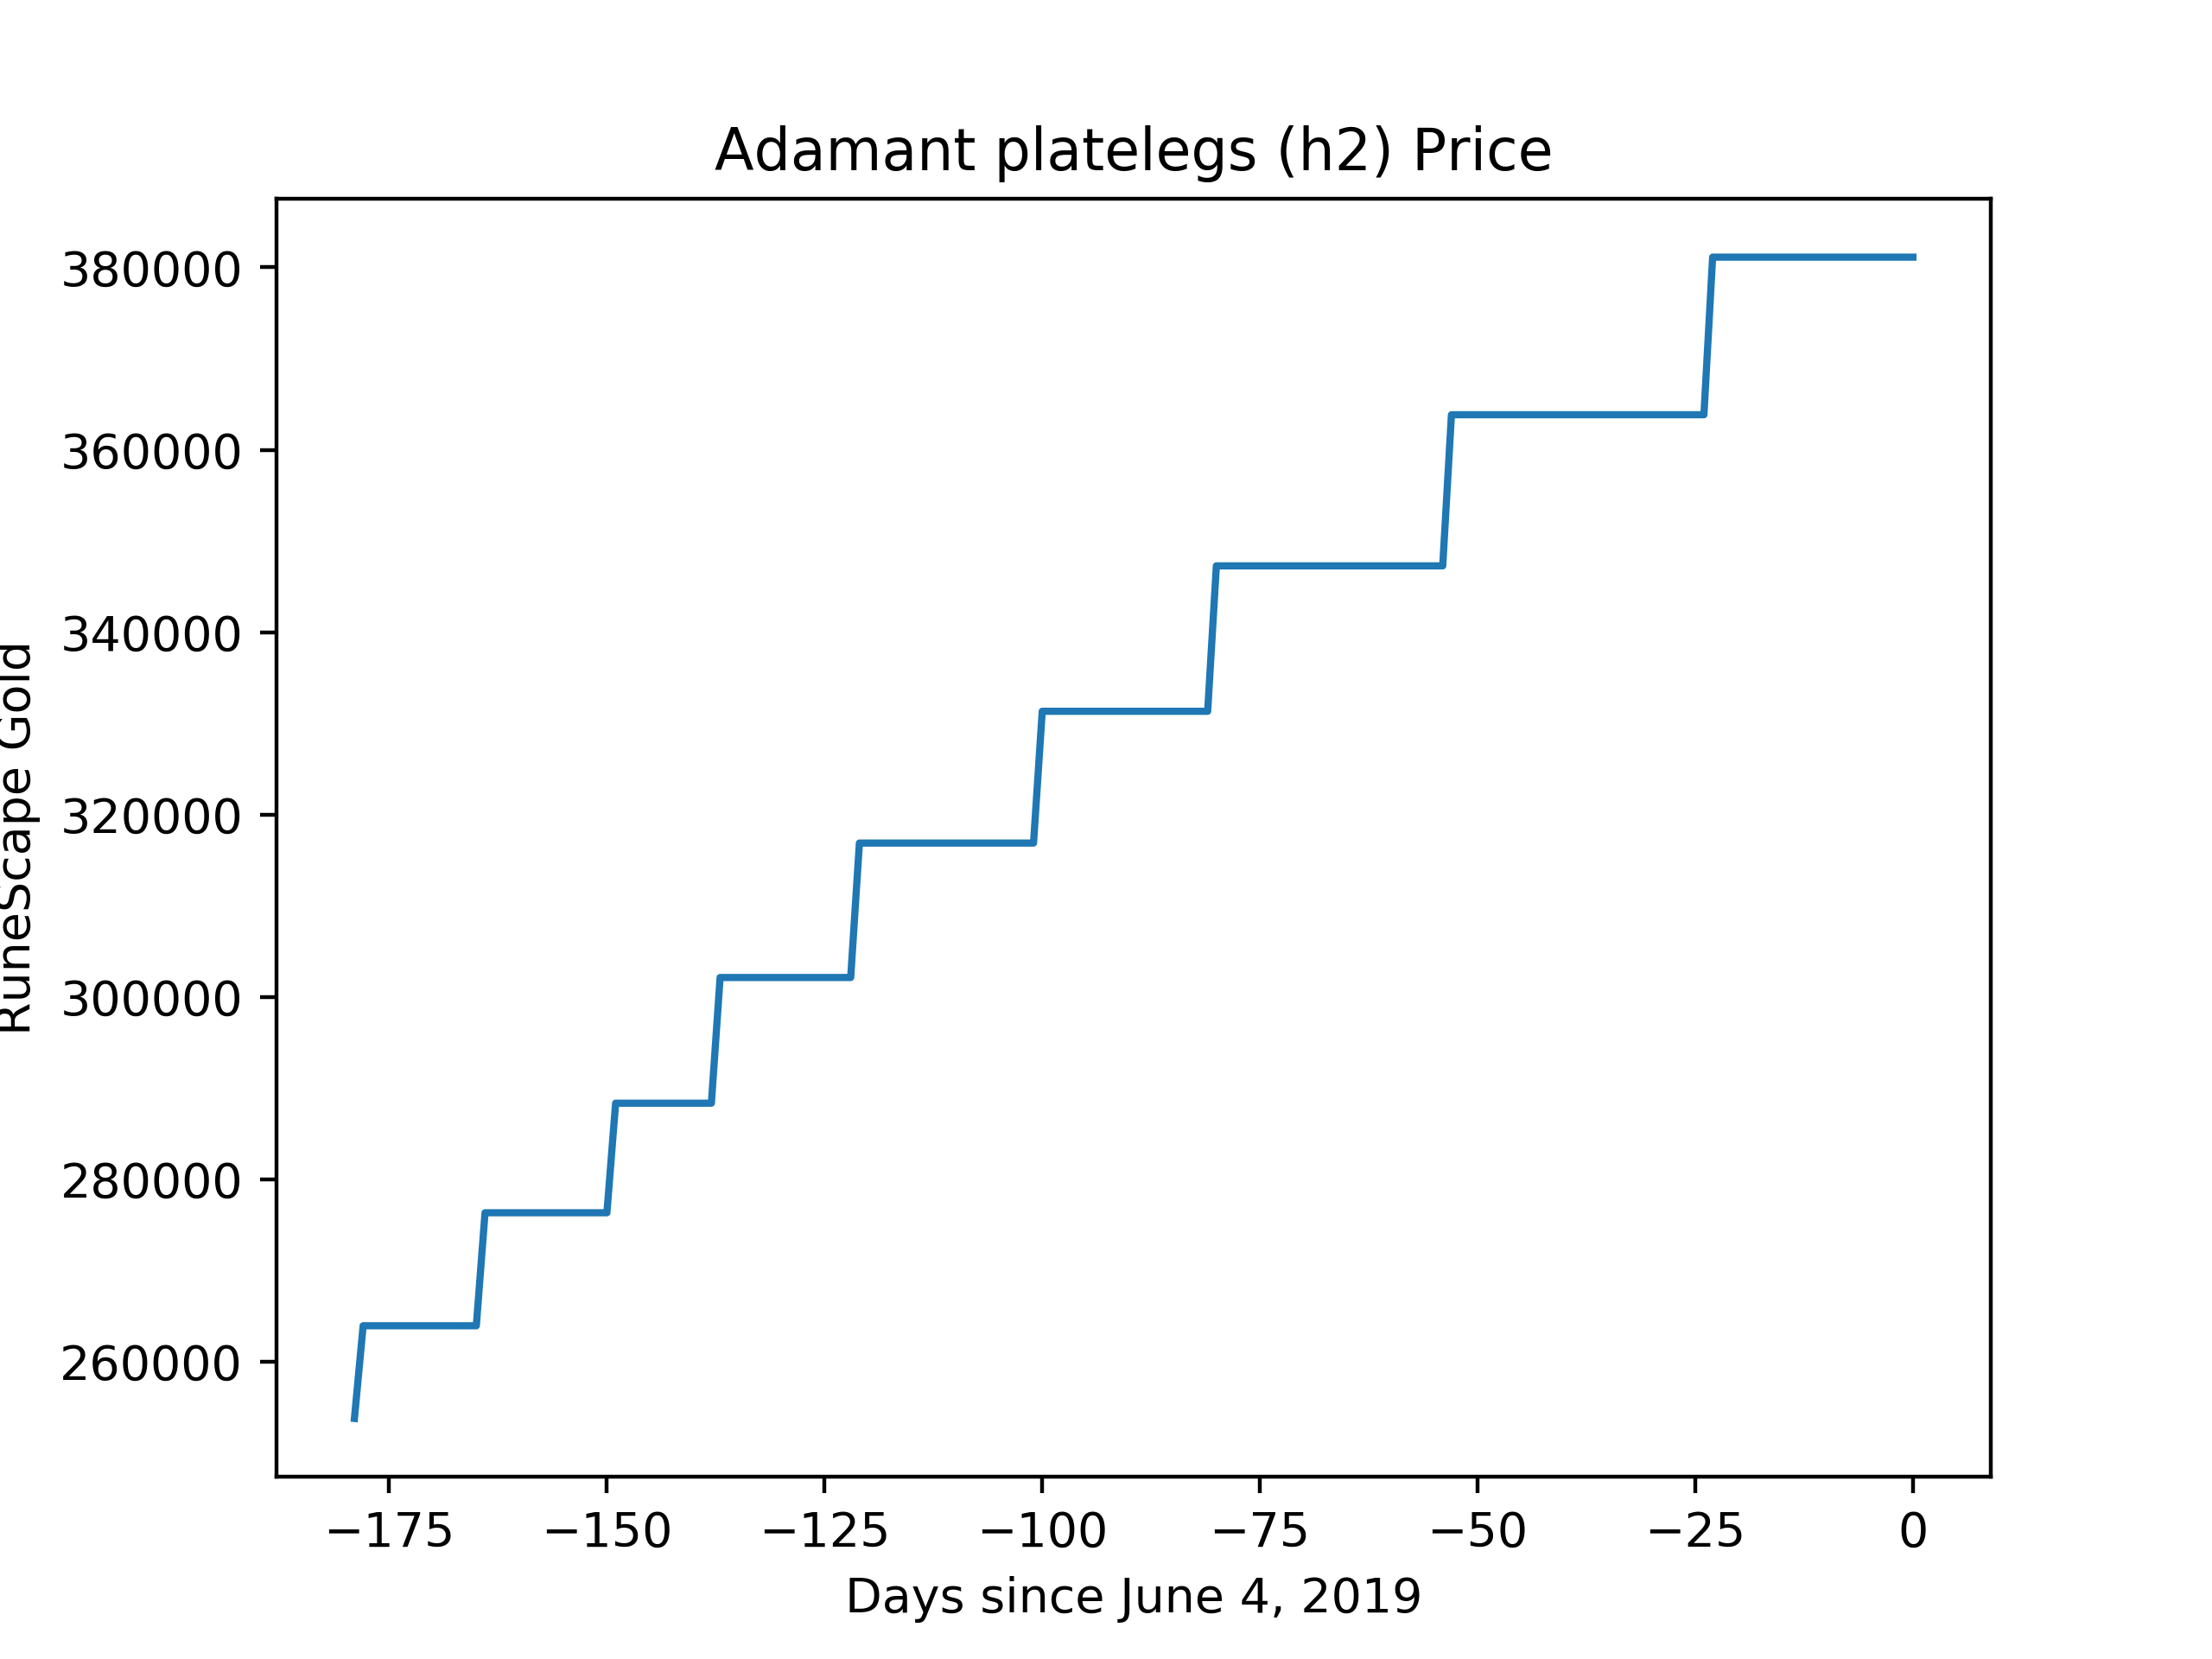 Adamant platelegs (h2) Price
380000
360000
340000
320000
300000
280000
260000
RuneScape Gold
−175 −150 −125 −100 −75 −50 −25 0
Days since June 4, 2019